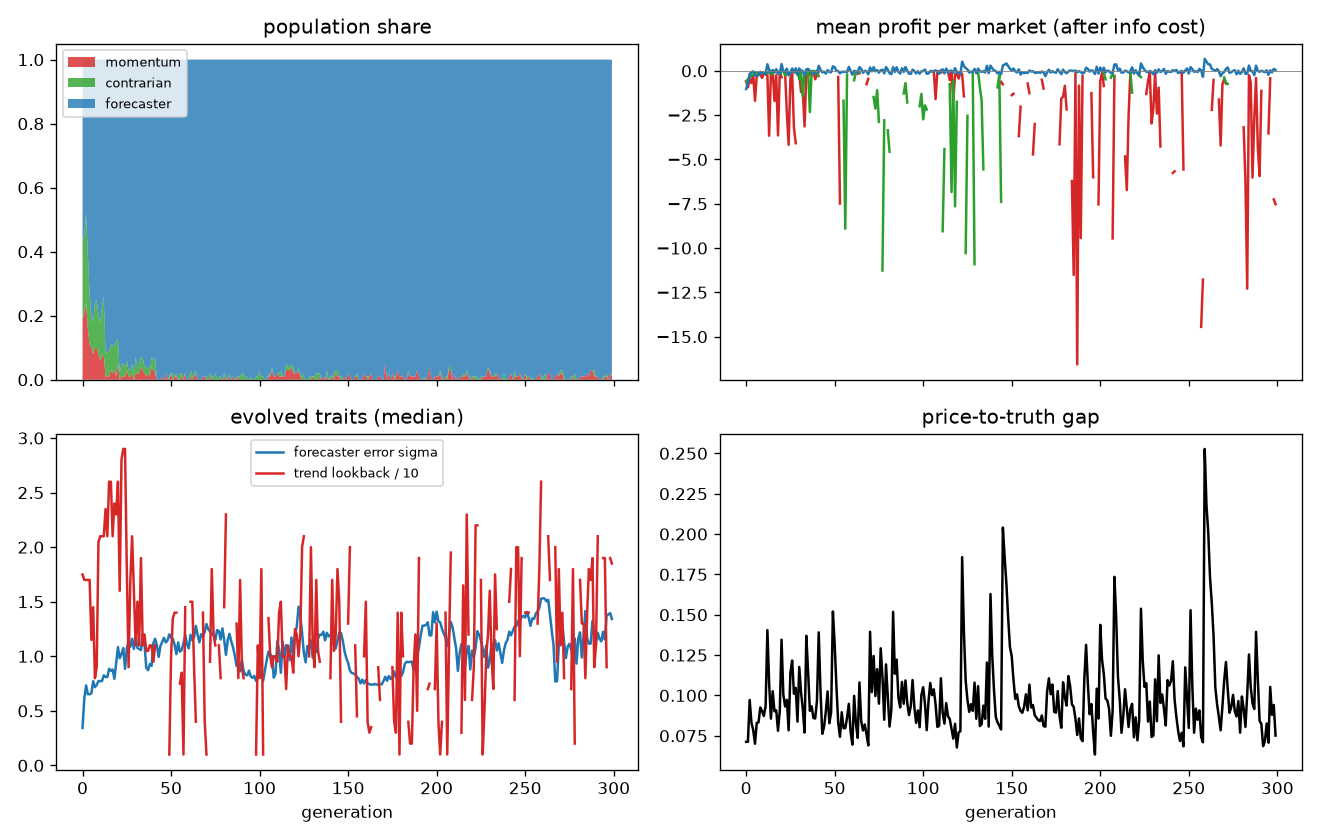 population share
1.0
0.8
0.6
0.4
0.2
0.0
momentum
contrarian
forecaster
mean profit per market (after info cost)
0.0
−2.5
−5.0
−7.5
−10.0
−12.5
−15.0
evolved traits (median)
3.0
2.5
2.0
1.5
1.0
0.5
0.0
forecaster error sigma
trend lookback / 10
0 50 100 150 200 250 300
generation
price-to-truth gap
0.250
0.225
0.200
0.175
0.150
0.125
0.100
0.075
0 50 100 150 200 250 300
generation